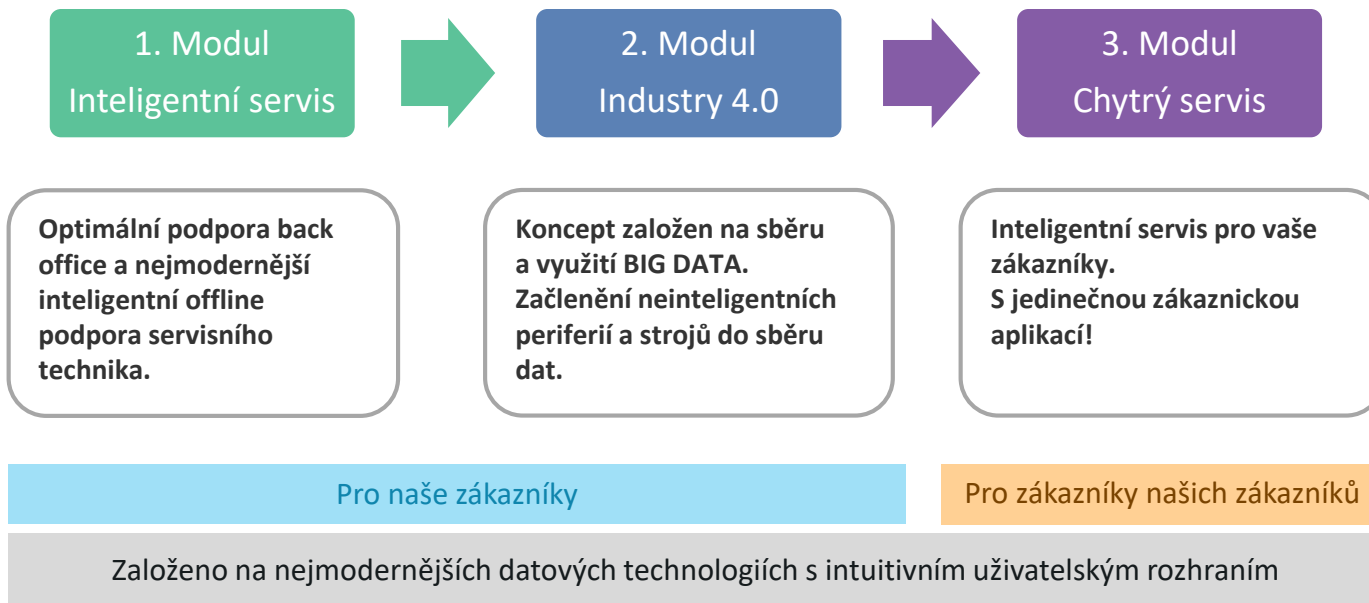 1. Modul
Inteligentní servis
2. Modul
Industry 4.0
3. Modul
Chytrý servis
Optimální podpora back
office a nejmodernější
inteligentní offline
podpora servisního
technika.
Koncept založen na sběru
a využití BIG DATA.
Začlenění neinteligentních
periferií a strojů do sběru
dat.
Inteligentní servis pro vaše
zákazníky.
S jedinečnou zákaznickou
aplikací!
Pro naše zákazníky
Pro zákazníky našich zákazníků
Založeno na nejmodernějších datových technologiích s intuitivním uživatelským rozhraním